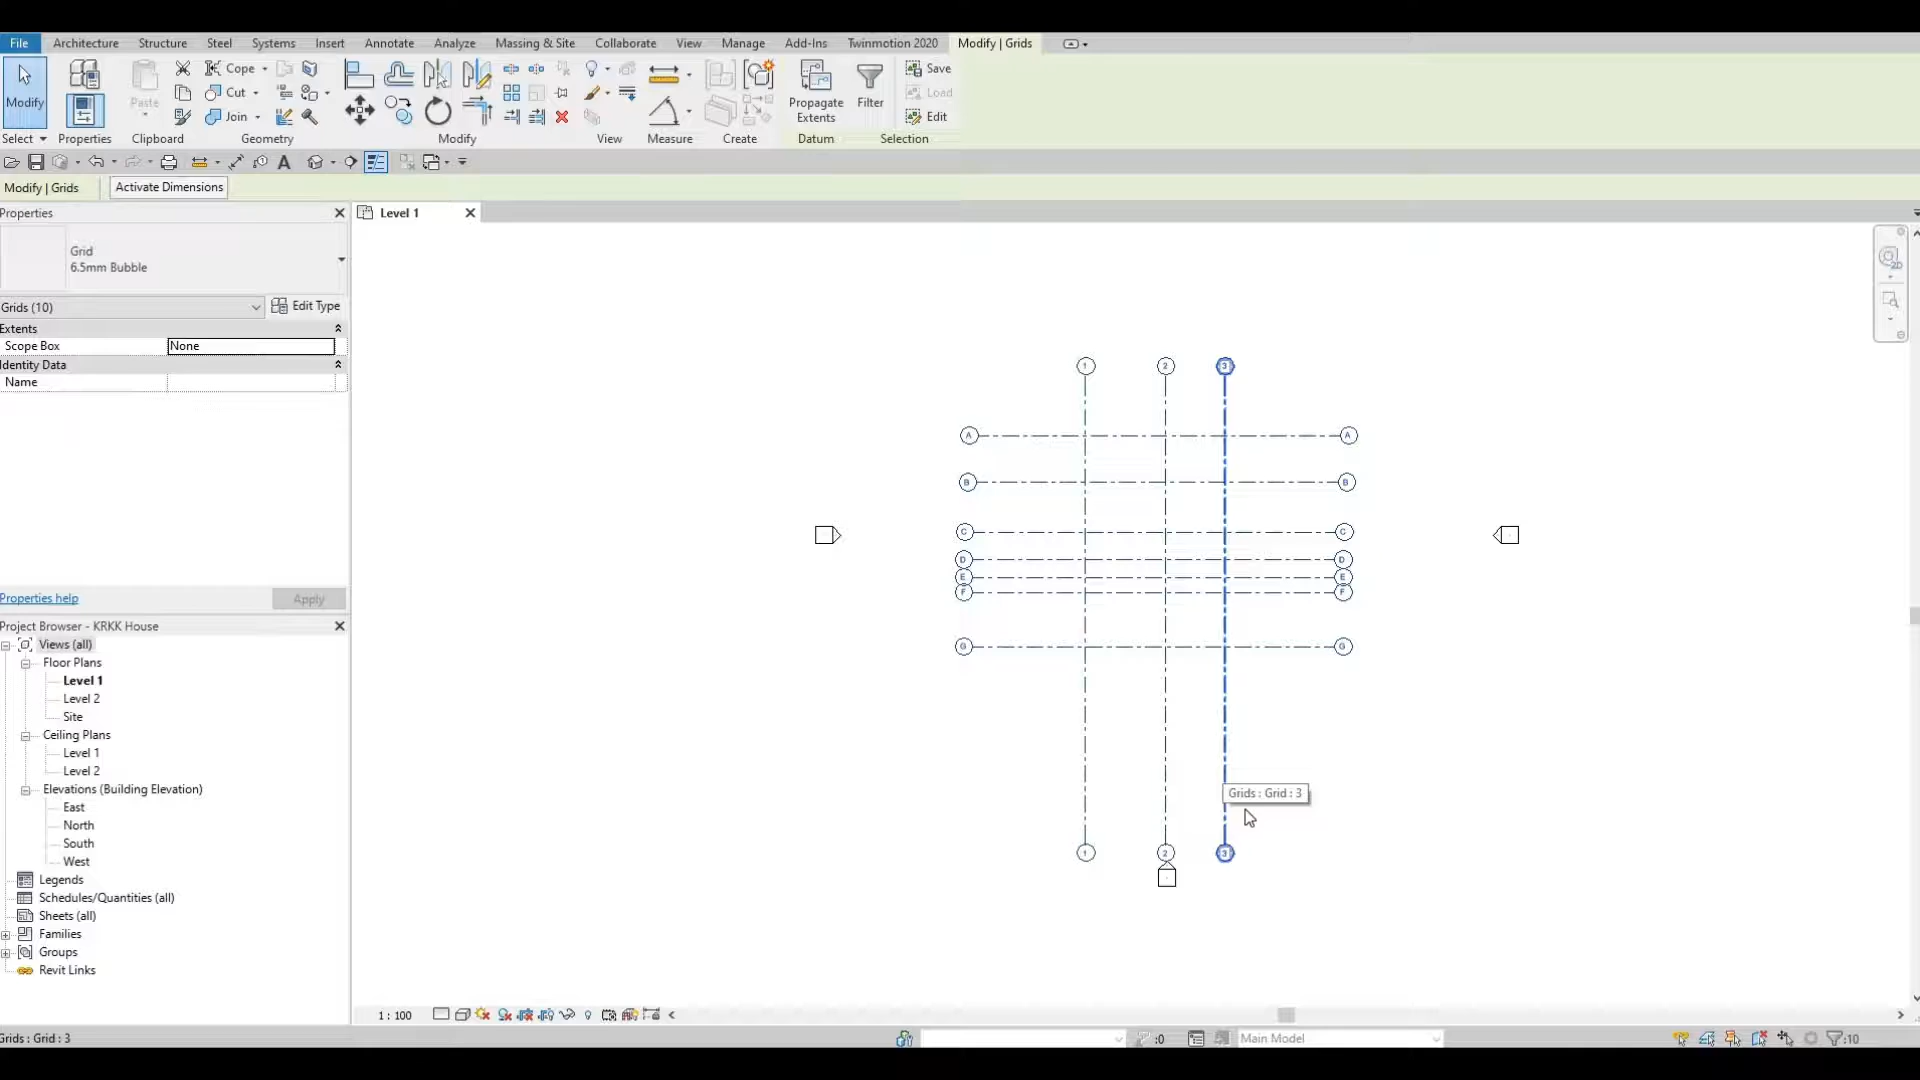 File Architecture Structure Steel Systems Insert Annotate Analyze Massing & Site Collaborate View Manage Add-Ins Twinmotion 2020 Modify | Grids
Cope Save
Modify Paste Cut Propagate Extents Filter Load
Join Edit
Select Properties Clipboard Geometry Modify View Measure Create Datum Selection
A
Modify | Grids Activate Dimensions
Properties Level 1
Grid
6.5mm Bubble
Grids (10) Edit Type
Extents
Scope Box None
Identity Data
Name
Properties help Apply
Project Browser - KRKK House
Views (all)
Floor Plans
Level 1
Level 2
Site
Ceiling Plans
Level 1
Level 2
Elevations (Building Elevation)
East
North
South
West
Legends
Schedules/Quantities (all)
Sheets (all)
Families
Groups
Revit Links
2D
1 2 3
A A
B B
C C
D D
E E
F F
G G
Grids : Grid : 3
1 2 3
1 : 100
Grids : Grid : 3 :0 Main Model :10